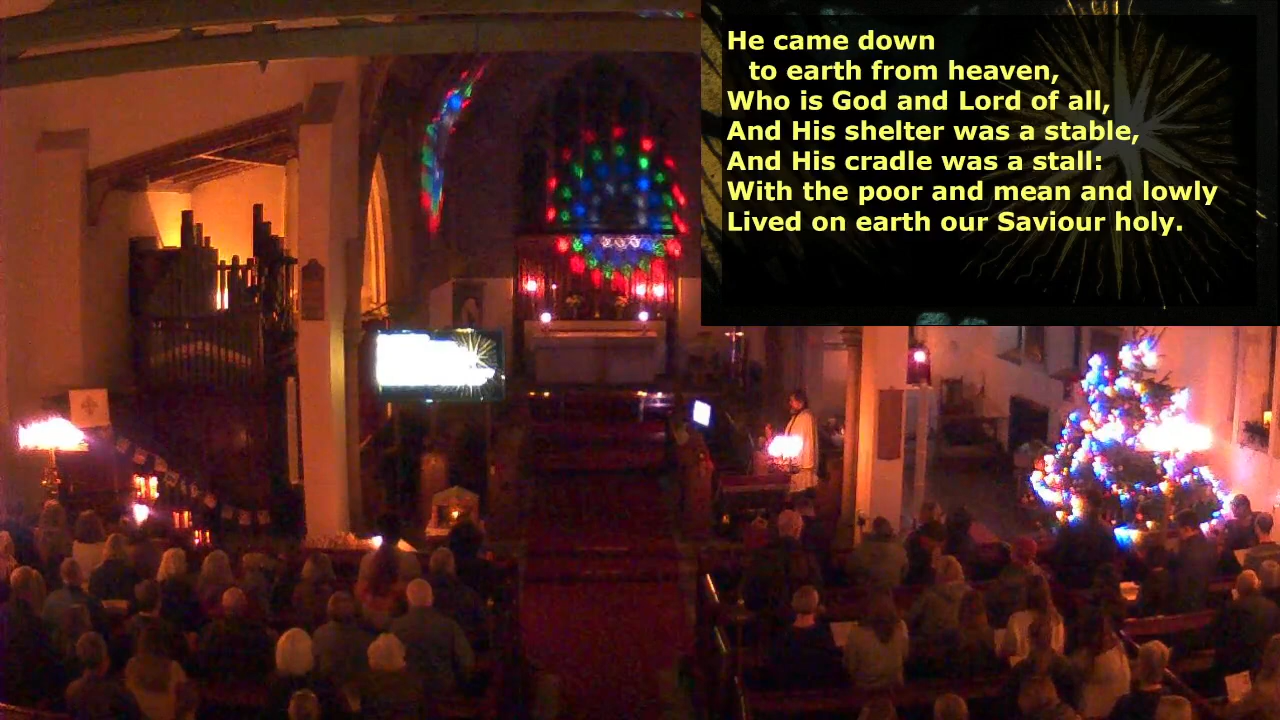 He came down
to earth from heaven,
Who is God and Lord of all,
And His shelter was a stable,
And His cradle was a stall:
With the poor and mean and lowly
Lived on earth our Saviour holy.